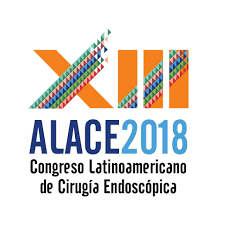 XIII
ALACE2018
Congreso Latinoamericano
de Cirugía Endoscópica